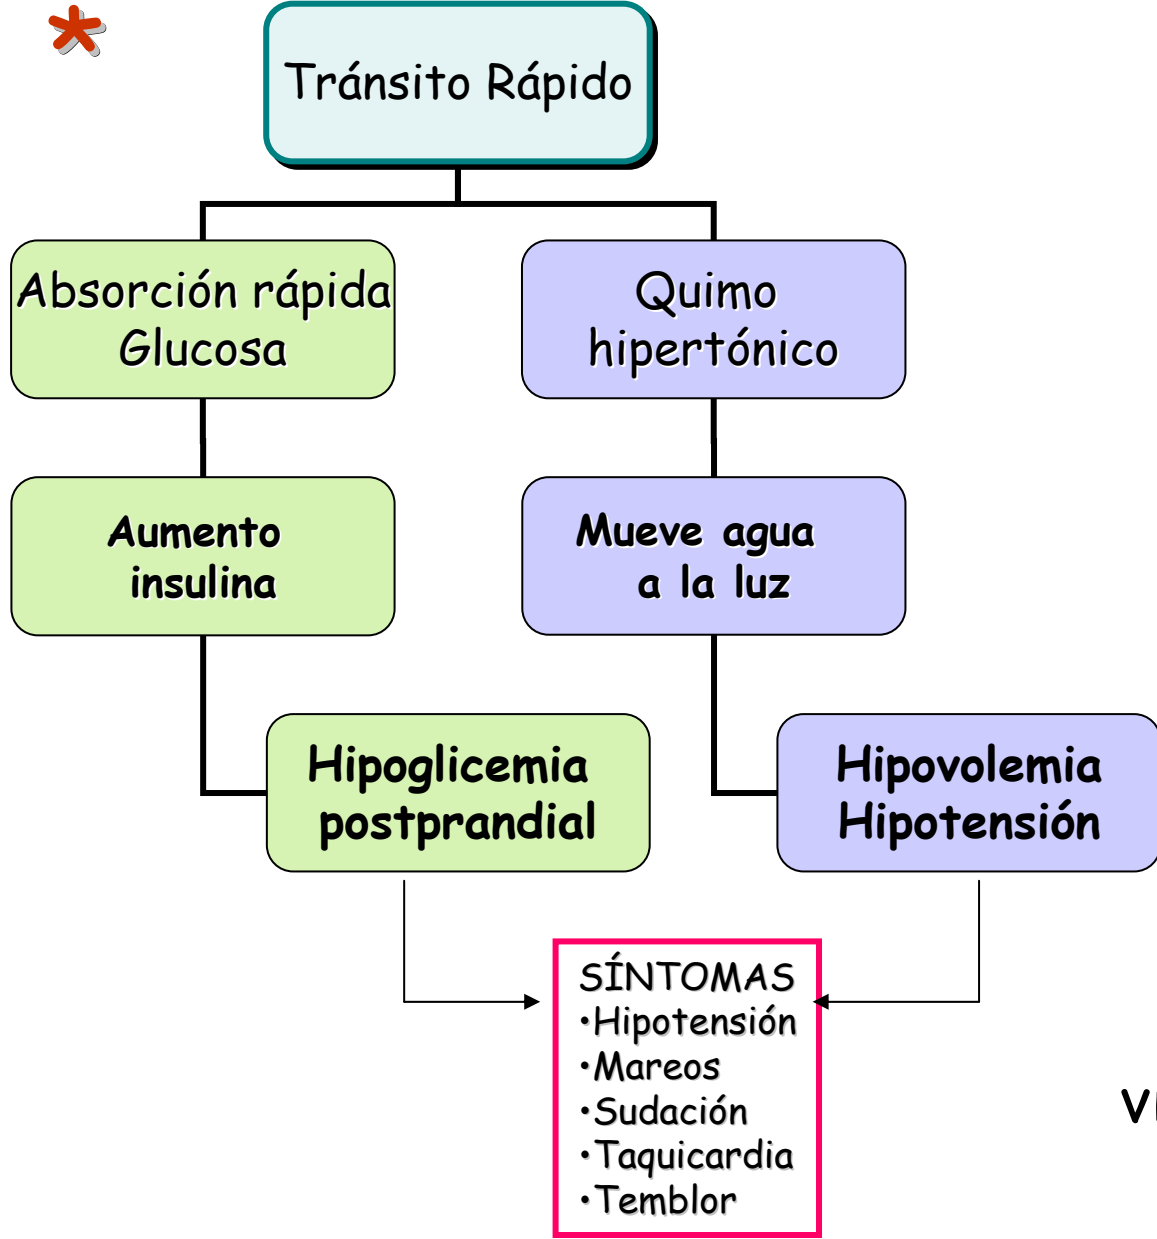 Tránsito Rápido
Absorción rápida
Glucosa
Quimo
hipertónico
Aumento
insulina
Mueve agua
a la luz
Hipoglicemia
postprandial
Hipovolemia
Hipotensión
SÍNTOMAS
•Hipotensión
•Mareos
•Sudación
•Taquicardia
•Temblor